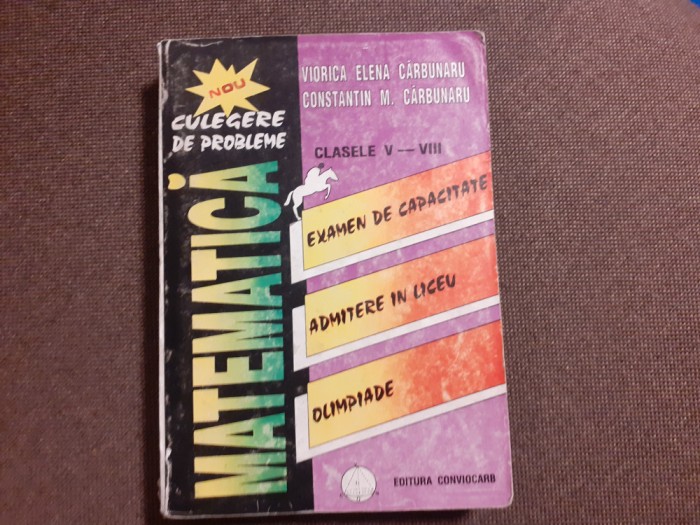 NOU
CULEGERE
DE PROBLEME
MATEMATICĂ
VIORICA ELENA CĂRBUNARU
CONSTANTIN M. CĂRBUNARU
CLASELE V — VIII
EXAMEN DE CAPACITATE
ADMITERE IN LICEU
OLIMPIADE
EDITURA CONVIOCARB